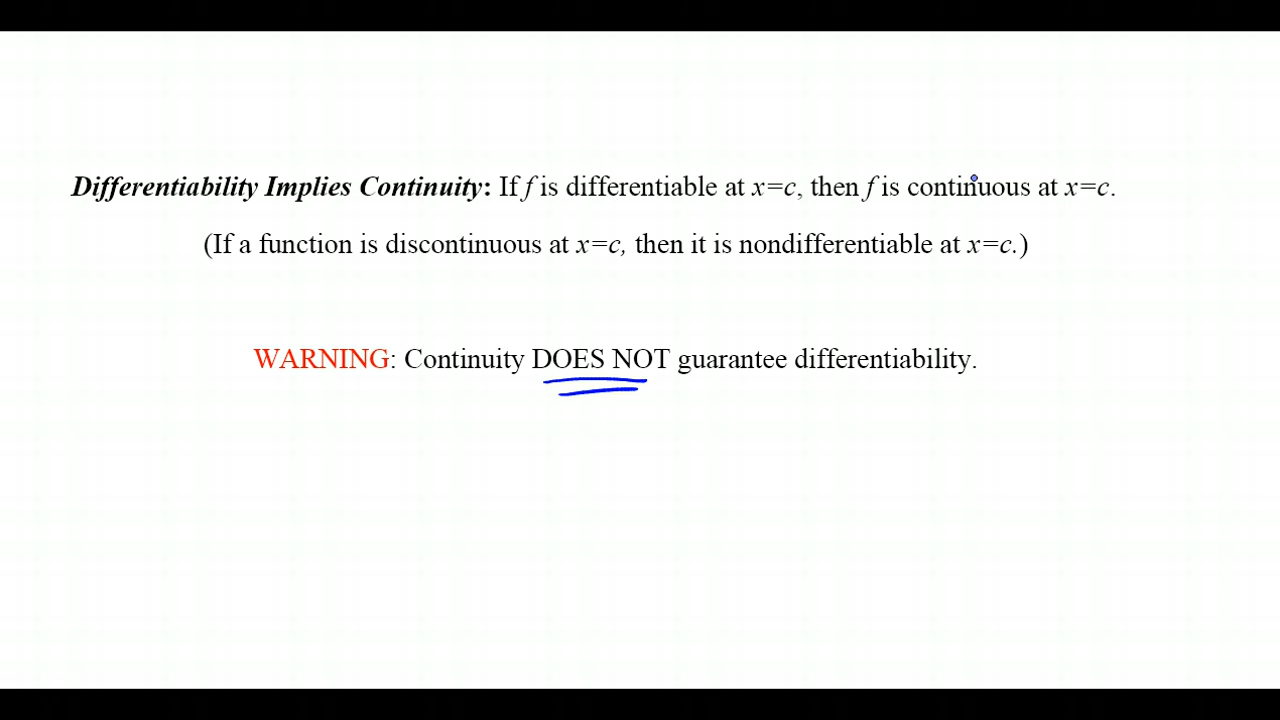 Differentiability Implies Continuity: If f is differentiable at x=c, then f is continuous at x=c.
(If a function is discontinuous at x=c, then it is nondifferentiable at x=c.)
WARNING: Continuity DOES NOT guarantee differentiability.